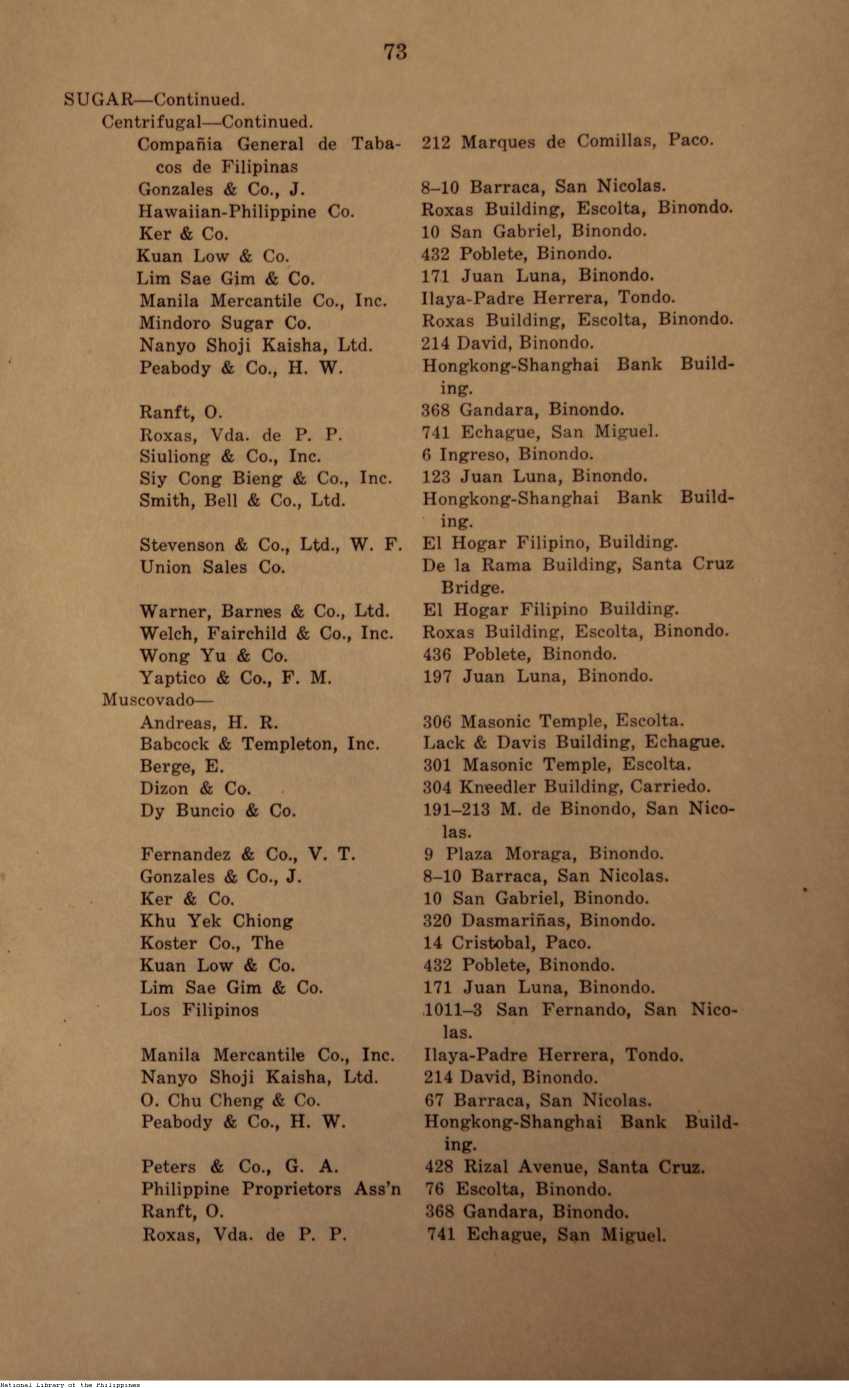 73
SUGAR—Continued.
Centrifugal—Continued.
Compañia General de Taba- 212 Marques de Comillas, Paco.
cos de Filipinas
Gonzales & Co., J. 8–10 Barraca, San Nicolas.
Hawaiian-Philippine Co. Roxas Building, Escolta, Binondo.
Ker & Co. 10 San Gabriel, Binondo.
Kuan Low & Co. 432 Poblete, Binondo.
Lim Sae Gim & Co. 171 Juan Luna, Binondo.
Manila Mercantile Co., Inc. Ilaya-Padre Herrera, Tondo.
Mindoro Sugar Co. Roxas Building, Escolta, Binondo.
Nanyo Shoji Kaisha, Ltd. 214 David, Binondo.
Peabody & Co., H. W. Hongkong-Shanghai Bank Build-
ing.
Ranft, O. 368 Gandara, Binondo.
Roxas, Vda. de P. P. 741 Echague, San Miguel.
Siuliong & Co., Inc. 6 Ingreso, Binondo.
Siy Cong Bieng & Co., Inc. 123 Juan Luna, Binondo.
Smith, Bell & Co., Ltd. Hongkong-Shanghai Bank Build-
ing.
Stevenson & Co., Ltd., W. F. El Hogar Filipino, Building.
Union Sales Co. De la Rama Building, Santa Cruz
Bridge.
Warner, Barnes & Co., Ltd. El Hogar Filipino Building.
Welch, Fairchild & Co., Inc. Roxas Building, Escolta, Binondo.
Wong Yu & Co. 436 Poblete, Binondo.
Yaptico & Co., F. M. 197 Juan Luna, Binondo.
Muscovado—
Andreas, H. R. 306 Masonic Temple, Escolta.
Babcock & Templeton, Inc. Lack & Davis Building, Echague.
Berge, E. 301 Masonic Temple, Escolta.
Dizon & Co. 304 Kneedler Building, Carriedo.
Dy Buncio & Co. 191–213 M. de Binondo, San Nico-
las.
Fernandez & Co., V. T. 9 Plaza Moraga, Binondo.
Gonzales & Co., J. 8–10 Barraca, San Nicolas.
Ker & Co. 10 San Gabriel, Binondo.
Khu Yek Chiong 320 Dasmariñas, Binondo.
Koster Co., The 14 Cristobal, Paco.
Kuan Low & Co. 432 Poblete, Binondo.
Lim Sae Gim & Co. 171 Juan Luna, Binondo.
Los Filipinos 1011–3 San Fernando, San Nico-
las.
Manila Mercantile Co., Inc. Ilaya-Padre Herrera, Tondo.
Nanyo Shoji Kaisha, Ltd. 214 David, Binondo.
O. Chu Cheng & Co. 67 Barraca, San Nicolas.
Peabody & Co., H. W. Hongkong-Shanghai Bank Build-
ing.
Peters & Co., G. A. 428 Rizal Avenue, Santa Cruz.
Philippine Proprietors Ass'n 76 Escolta, Binondo.
Ranft, O. 368 Gandara, Binondo.
Roxas, Vda. de P. P. 741 Echague, San Miguel.
National Library of the Philippines